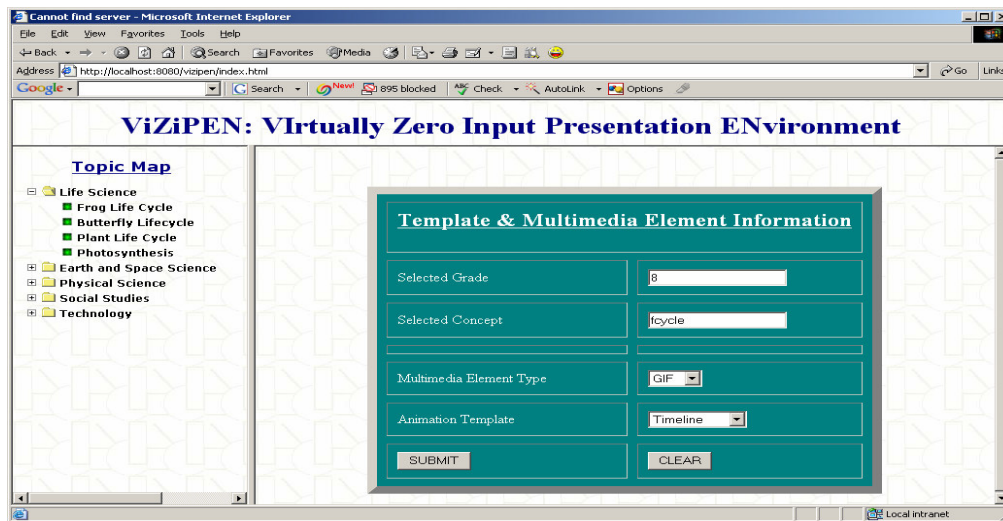 Cannot find server - Microsoft Internet Explorer
File Edit View Favorites Tools Help
Back Search Favorites Media
Address http://localhost:8080/vizipen/index.html Go Links
Google Search New! 895 blocked Check AutoLink Options
ViZiPEN: VIrtually Zero Input Presentation ENvironment
Topic Map
Life Science
Frog Life Cycle
Butterfly Lifecycle
Plant Life Cycle
Photosynthesis
Earth and Space Science
Physical Science
Social Studies
Technology
Template & Multimedia Element Information
Selected Grade 8
Selected Concept fcycle
Multimedia Element Type GIF
Animation Template Timeline
SUBMIT CLEAR
Local intranet